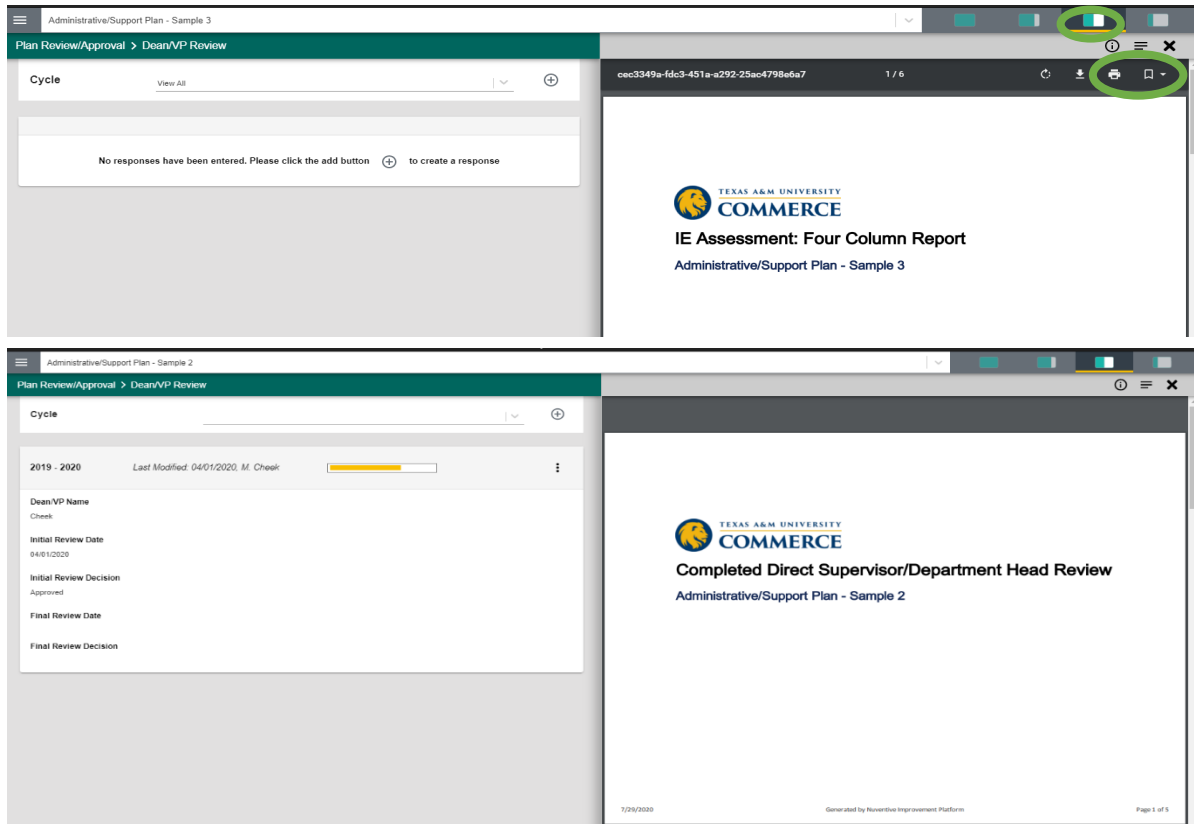 Administrative/Support Plan - Sample 3
Plan Review/Approval > Dean/VP Review
Cycle
View All
No responses have been entered. Please click the add button to create a response
cec3349a-fdc3-451a-a292-25ac4798e6a7 1 / 6
TEXAS A&M UNIVERSITY
COMMERCE
IE Assessment: Four Column Report
Administrative/Support Plan - Sample 3
Administrative/Support Plan - Sample 2
Plan Review/Approval > Dean/VP Review
Cycle
2019 - 2020 Last Modified: 04/01/2020, M. Cheek
Dean/VP Name
Cheek
Initial Review Date
04/01/2020
Initial Review Decision
Approved
Final Review Date
Final Review Decision
TEXAS A&M UNIVERSITY
COMMERCE
Completed Direct Supervisor/Department Head Review
Administrative/Support Plan - Sample 2
7/29/2020 Generated by Nuventive Improvement Platform Page 1 of 5